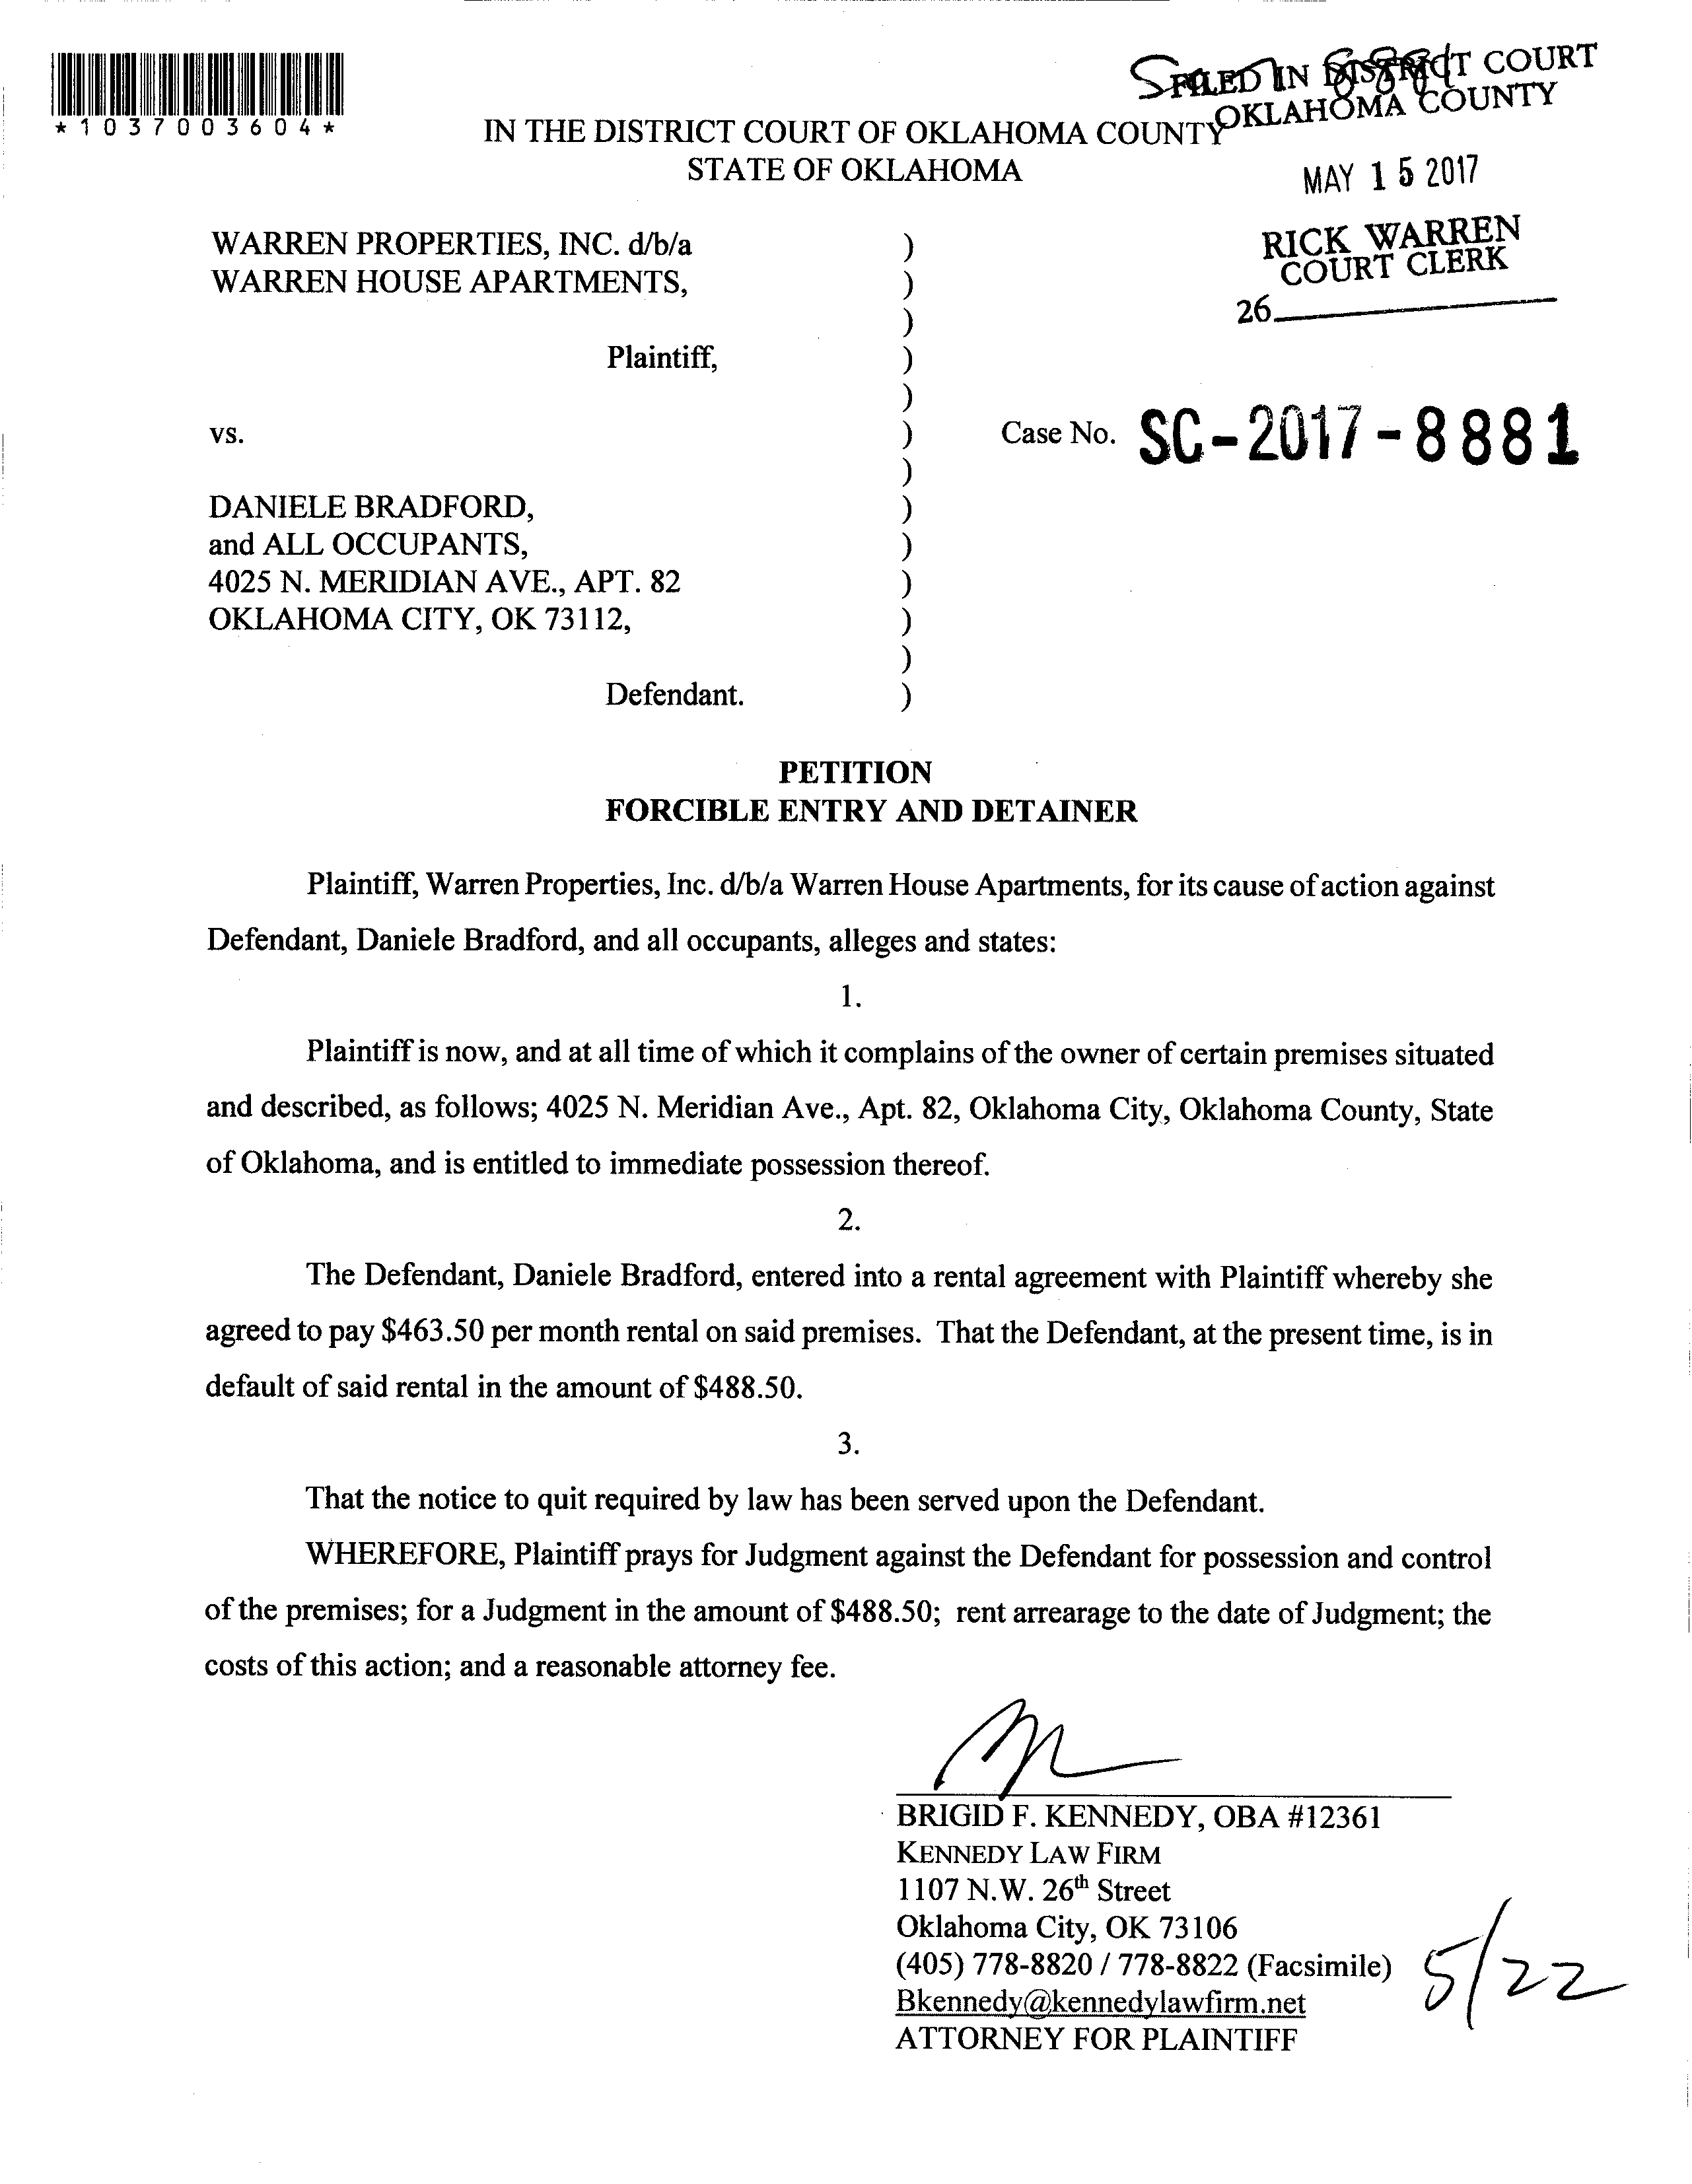 *1037003604*
FILED IN DISTRICT COURT
OKLAHOMA COUNTY
IN THE DISTRICT COURT OF OKLAHOMA COUNTY
STATE OF OKLAHOMA
MAY 15 2017
RICK WARREN
COURT CLERK
26
WARREN PROPERTIES, INC. d/b/a )
WARREN HOUSE APARTMENTS, )
)
Plaintiff, )
)
vs. ) Case No. SC-2017-8881
)
DANIELE BRADFORD, )
and ALL OCCUPANTS, )
4025 N. MERIDIAN AVE., APT. 82 )
OKLAHOMA CITY, OK 73112, )
)
Defendant. )
PETITION
FORCIBLE ENTRY AND DETAINER
Plaintiff, Warren Properties, Inc. d/b/a Warren House Apartments, for its cause of action against
Defendant, Daniele Bradford, and all occupants, alleges and states:
1.
Plaintiff is now, and at all time of which it complains of the owner of certain premises situated
and described, as follows; 4025 N. Meridian Ave., Apt. 82, Oklahoma City, Oklahoma County, State
of Oklahoma, and is entitled to immediate possession thereof.
2.
The Defendant, Daniele Bradford, entered into a rental agreement with Plaintiff whereby she
agreed to pay $463.50 per month rental on said premises. That the Defendant, at the present time, is in
default of said rental in the amount of $488.50.
3.
That the notice to quit required by law has been served upon the Defendant.
WHEREFORE, Plaintiff prays for Judgment against the Defendant for possession and control
of the premises; for a Judgment in the amount of $488.50; rent arrearage to the date of Judgment; the
costs of this action; and a reasonable attorney fee.
BRIGID F. KENNEDY, OBA #12361
KENNEDY LAW FIRM
1107 N.W. 26th Street
Oklahoma City, OK 73106
(405) 778-8820 / 778-8822 (Facsimile)
Bkennedy@kennedylawfirm.net
ATTORNEY FOR PLAINTIFF
5/22